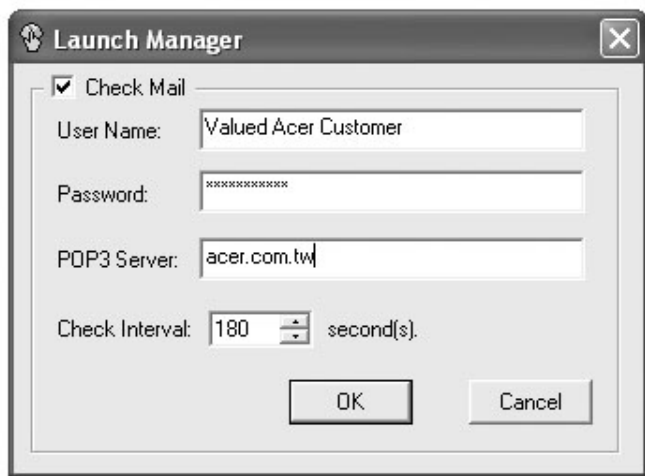 Launch Manager
Check Mail
User Name: Valued Acer Customer
Password: ***********
POP3 Server: acer.com.tw
Check Interval: 180 second(s).
OK Cancel